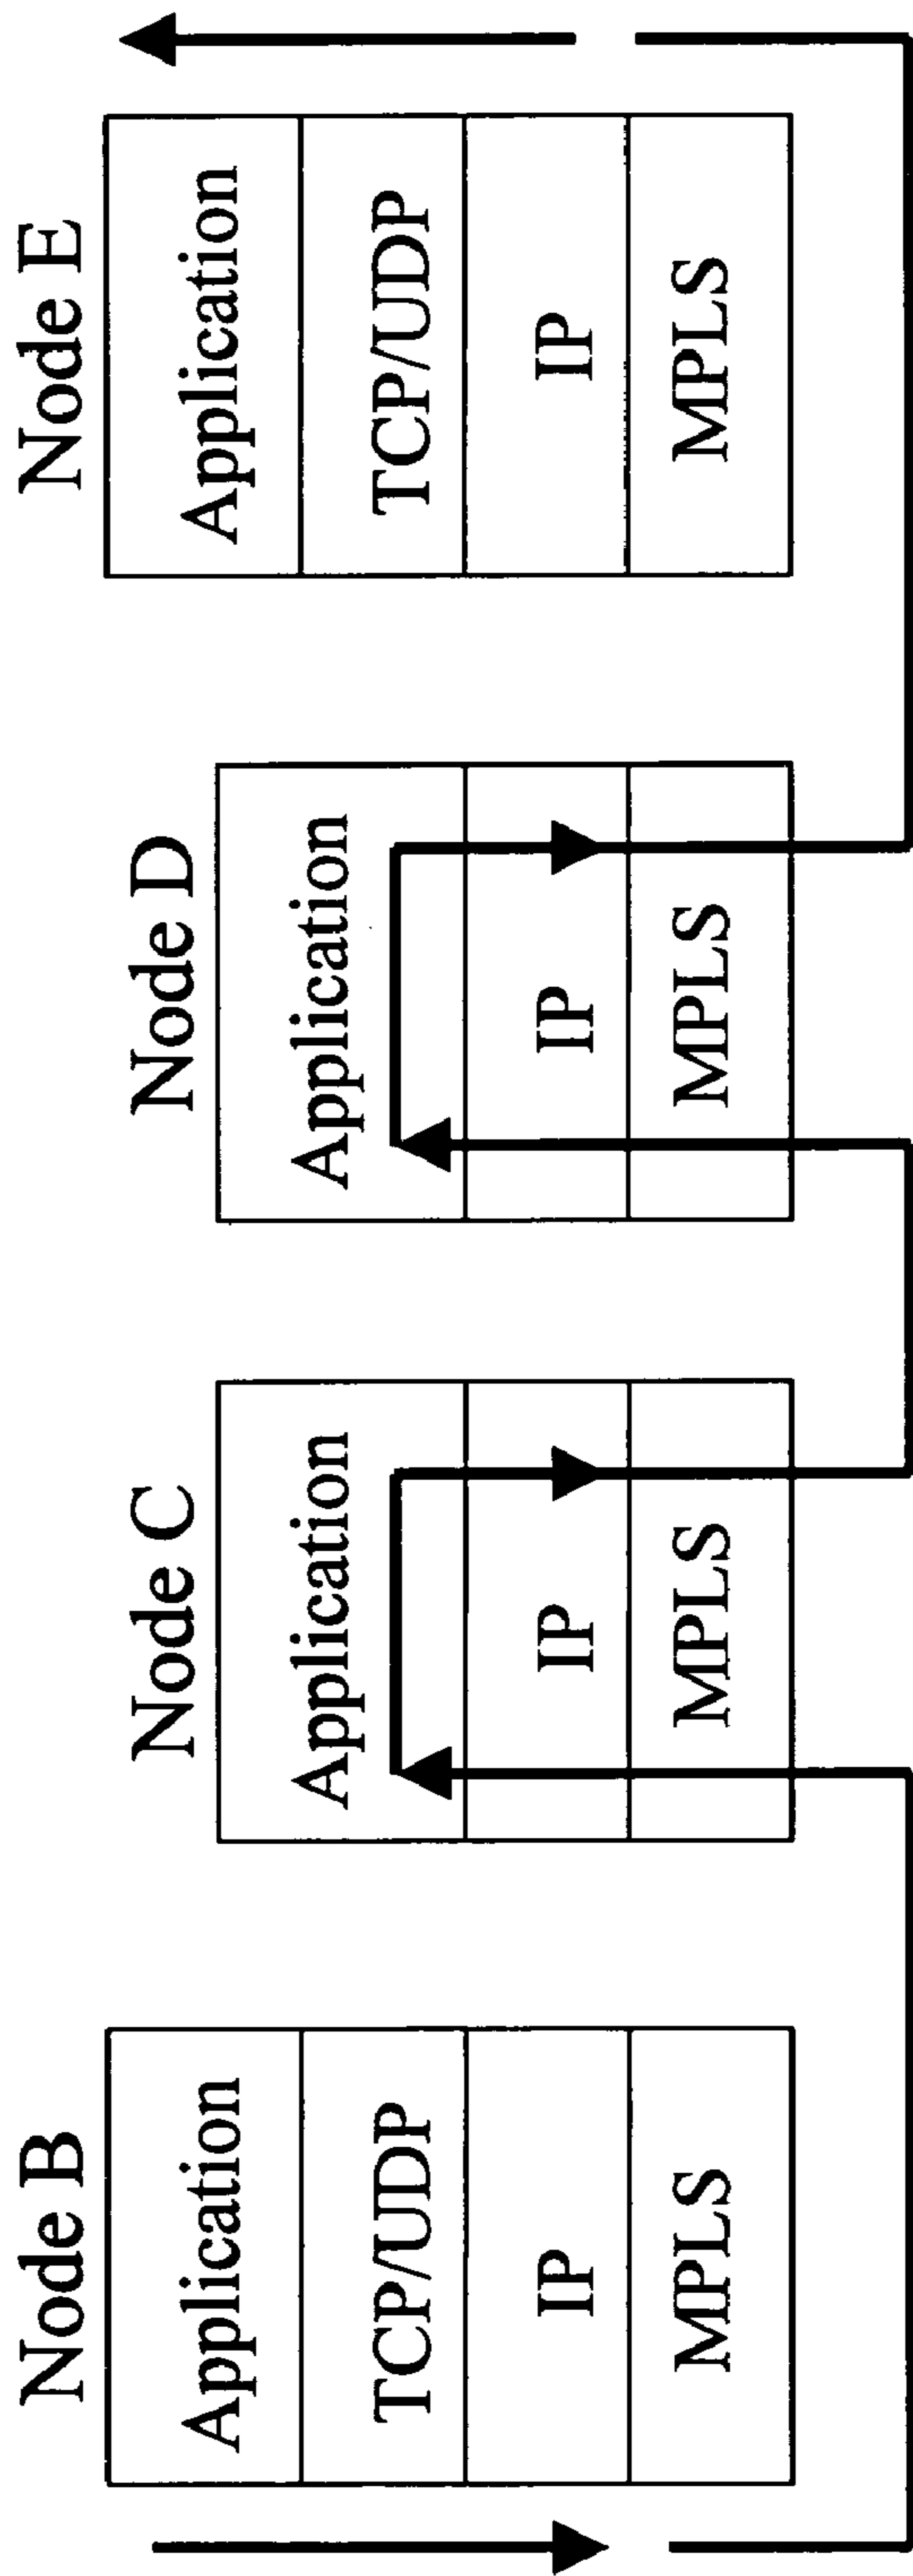 Node B
Application
TCP/UDP
IP
MPLS
Node C
Application
IP
MPLS
Node D
Application
IP
MPLS
Node E
Application
TCP/UDP
IP
MPLS